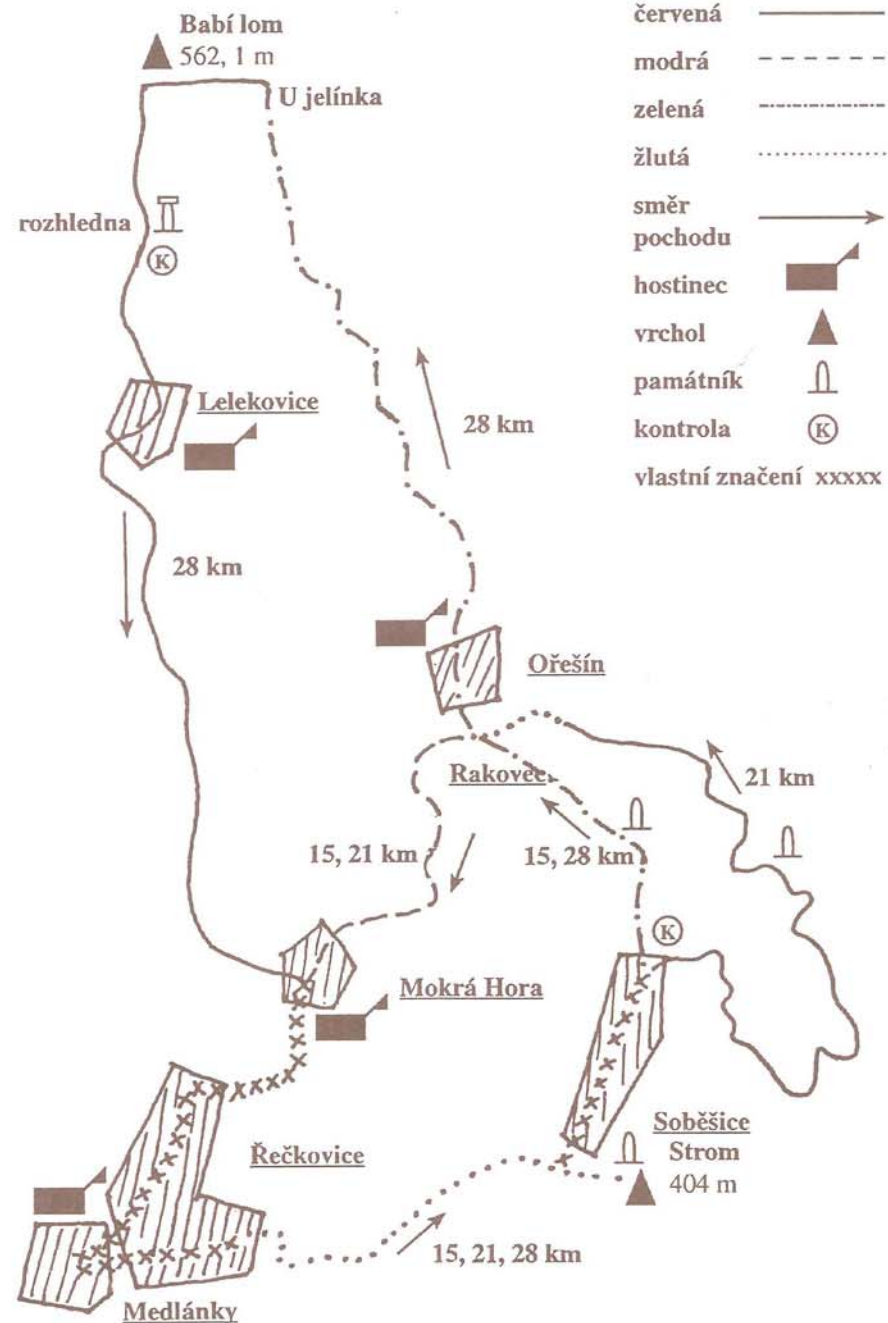 Babí lom
562, 1 m
U jelínka
rozhledna
K
Lelekovice
28 km
28 km
Ořešín
Rakovec
21 km
15, 21 km
15, 28 km
K
Mokrá Hora
Soběšice
Strom
404 m
Řečkovice
15, 21, 28 km
Medlánky
červená
modrá
zelená
žlutá
směr
pochodu
hostinec
vrchol
památník
kontrola K
vlastní značení xxxxx